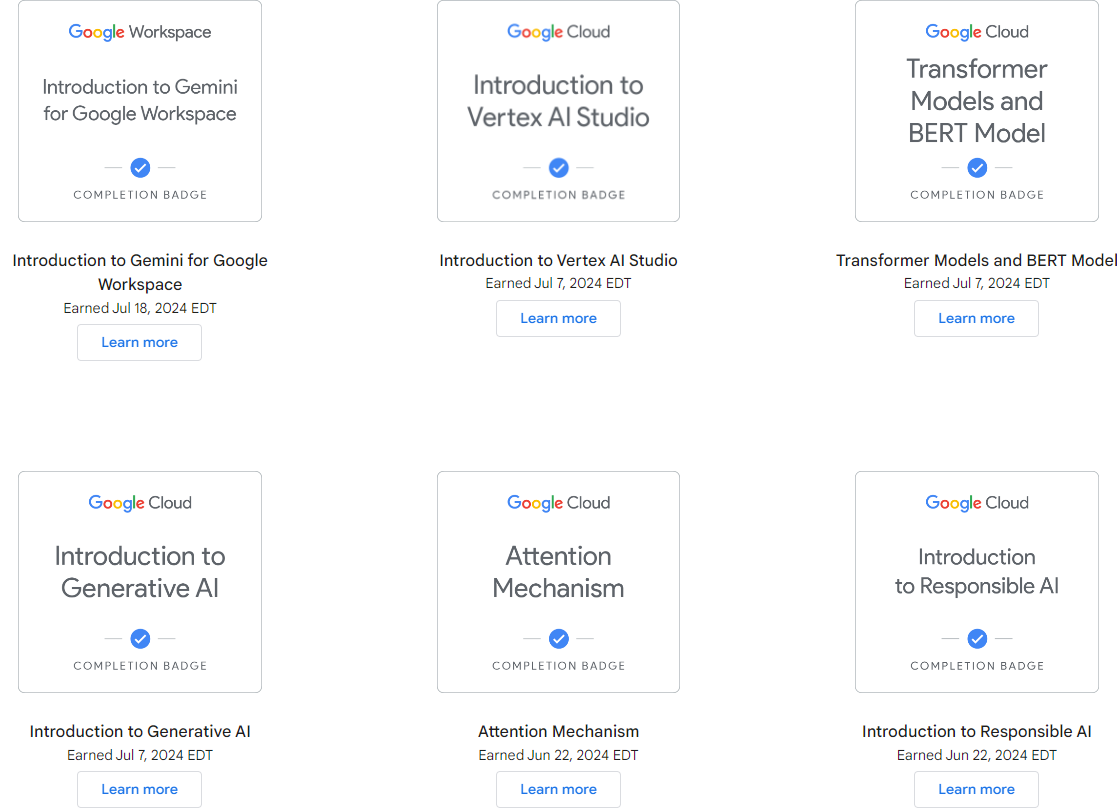 Google Workspace
Introduction to Gemini
for Google Workspace
COMPLETION BADGE
Introduction to Gemini for Google
Workspace
Earned Jul 18, 2024 EDT
Learn more
Google Cloud
Introduction to
Vertex AI Studio
COMPLETION BADGE
Introduction to Vertex AI Studio
Earned Jul 7, 2024 EDT
Learn more
Google Cloud
Transformer
Models and
BERT Model
COMPLETION BADGE
Transformer Models and BERT Model
Earned Jul 7, 2024 EDT
Learn more
Google Cloud
Introduction to
Generative AI
COMPLETION BADGE
Introduction to Generative AI
Earned Jul 7, 2024 EDT
Learn more
Google Cloud
Attention
Mechanism
COMPLETION BADGE
Attention Mechanism
Earned Jun 22, 2024 EDT
Learn more
Google Cloud
Introduction
to Responsible AI
COMPLETION BADGE
Introduction to Responsible AI
Earned Jun 22, 2024 EDT
Learn more